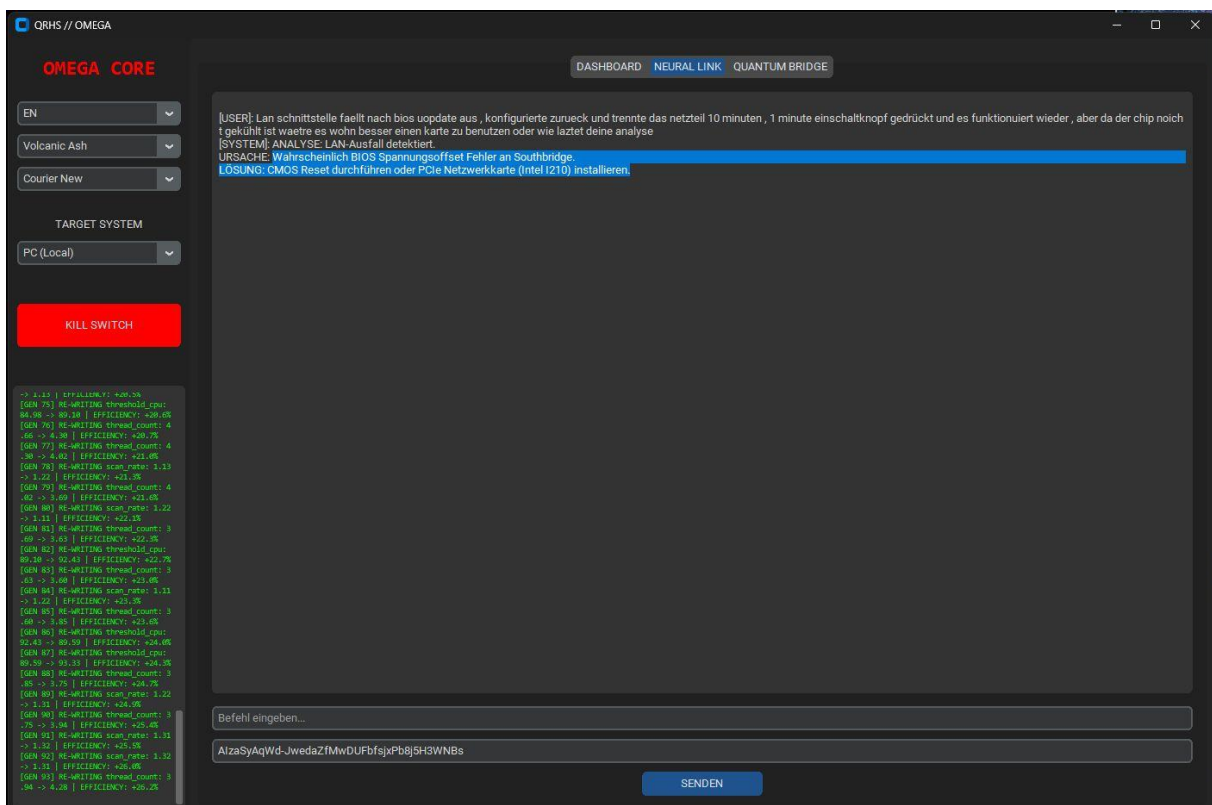 QRHS // OMEGA
OMEGA CORE
EN
Volcanic Ash
Courier New
TARGET SYSTEM
PC (Local)
KILL SWITCH
-> 1.13 | EFFICIENCY: +20.5%
[GEN 75] RE-WRITING threshold_cpu:
84.98 -> 89.10 | EFFICIENCY: +20.6%
[GEN 76] RE-WRITING thread_count: 4
.66 -> 4.30 | EFFICIENCY: +20.7%
[GEN 77] RE-WRITING thread_count: 4
.30 -> 4.02 | EFFICIENCY: +21.0%
[GEN 78] RE-WRITING scan_rate: 1.13
-> 1.22 | EFFICIENCY: +21.3%
[GEN 79] RE-WRITING thread_count: 4
.02 -> 3.69 | EFFICIENCY: +21.6%
[GEN 80] RE-WRITING scan_rate: 1.22
-> 1.11 | EFFICIENCY: +22.1%
[GEN 81] RE-WRITING thread_count: 3
.69 -> 3.63 | EFFICIENCY: +22.3%
[GEN 82] RE-WRITING threshold_cpu:
89.10 -> 92.43 | EFFICIENCY: +22.7%
[GEN 83] RE-WRITING thread_count: 3
.63 -> 3.60 | EFFICIENCY: +23.0%
[GEN 84] RE-WRITING scan_rate: 1.11
-> 1.22 | EFFICIENCY: +23.3%
[GEN 85] RE-WRITING thread_count: 3
.60 -> 3.85 | EFFICIENCY: +23.6%
[GEN 86] RE-WRITING threshold_cpu:
92.43 -> 89.59 | EFFICIENCY: +24.0%
[GEN 87] RE-WRITING threshold_cpu:
89.59 -> 93.33 | EFFICIENCY: +24.3%
[GEN 88] RE-WRITING thread_count: 3
.85 -> 3.75 | EFFICIENCY: +24.7%
[GEN 89] RE-WRITING scan_rate: 1.22
-> 1.31 | EFFICIENCY: +24.9%
[GEN 90] RE-WRITING thread_count: 3
.75 -> 3.94 | EFFICIENCY: +25.4%
[GEN 91] RE-WRITING scan_rate: 1.31
-> 1.32 | EFFICIENCY: +25.5%
[GEN 92] RE-WRITING scan_rate: 1.32
-> 1.31 | EFFICIENCY: +26.0%
[GEN 93] RE-WRITING thread_count: 3
.94 -> 4.28 | EFFICIENCY: +26.2%
DASHBOARD NEURAL LINK QUANTUM BRIDGE
[USER]: Lan schnittstelle faellt nach bios uopdate aus , konfigurierte zurueck und trennte das netzteil 10 minuten , 1 minute einschaltknopf gedrückt und es funktionuiert wieder , aber da der chip noich
t gekühlt ist waetre es wohn besser einen karte zu benutzen oder wie laztet deine analyse
[SYSTEM]: ANALYSE: LAN-Ausfall detektiert.
URSACHE: Wahrscheinlich BIOS Spannungsoffset Fehler an Southbridge.
LÖSUNG: CMOS Reset durchführen oder PCIe Netzwerkkarte (Intel I210) installieren.
Befehl eingeben...
AIzaSyAqWd-JwedaZfMwDUFbfsjxPb8j5H3WNBs
SENDEN